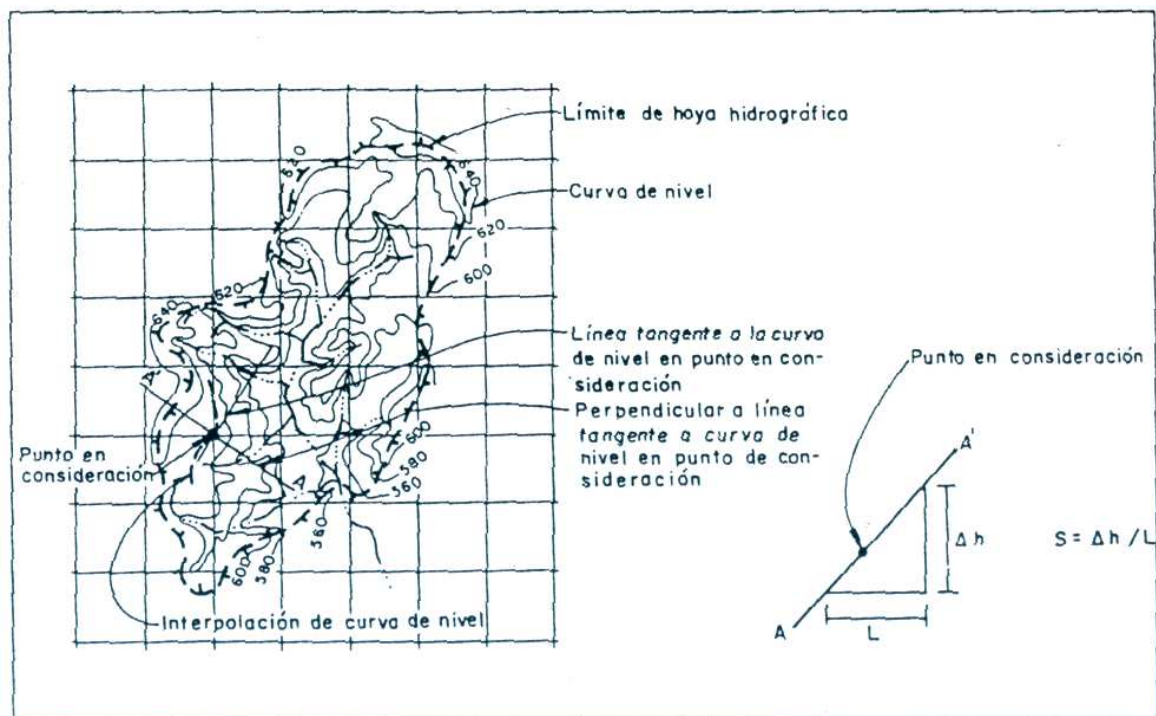 Límite de hoya hidrográfica
640
640
Curva de nivel
620
600
620
640
Línea tangente a la curva
de nivel en punto en con-
sideración
Punto en consideración
A'
Perpendicular a línea
tangente a curva de
nivel en punto de con-
sideración
Punto en
consideración
600
580
560
A
A'
Δh
S = Δh / L
560
580
600
Interpolación de curva de nivel
A
L